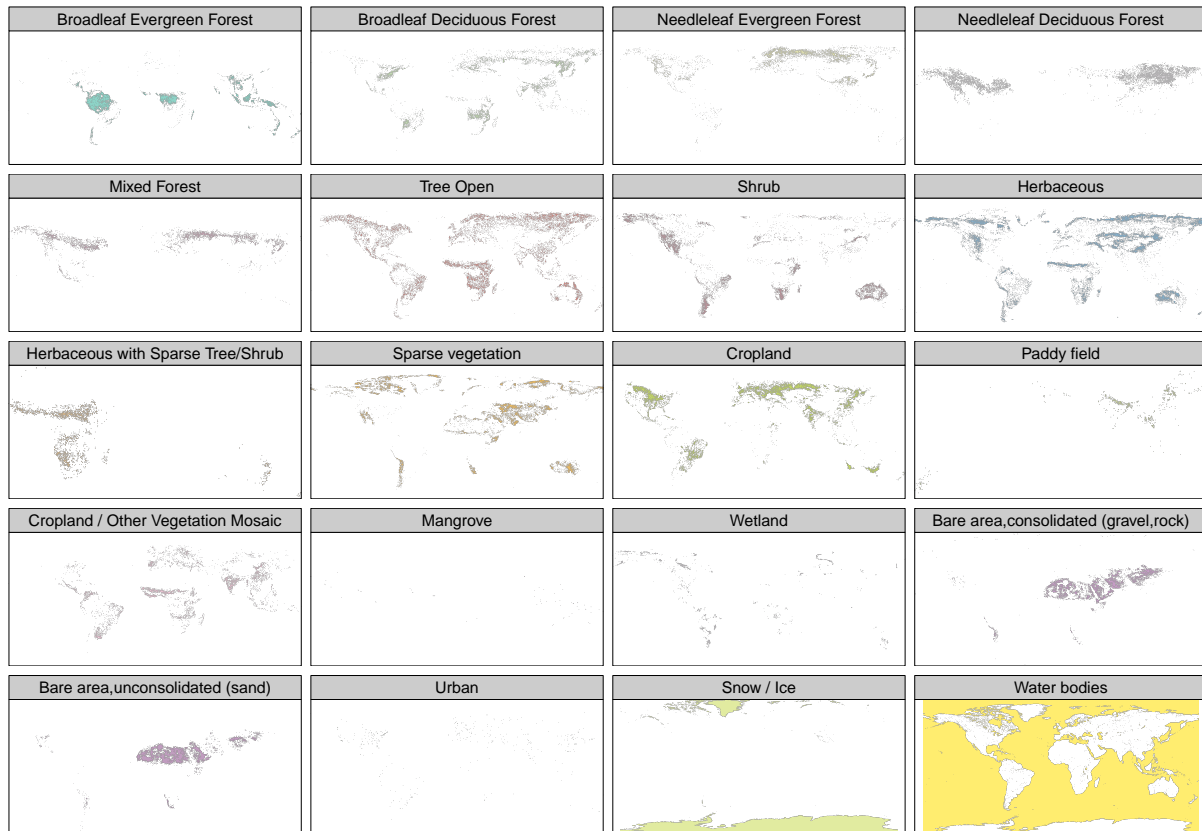 Broadleaf Evergreen Forest
Broadleaf Deciduous Forest
Needleleaf Evergreen Forest
Needleleaf Deciduous Forest
Mixed Forest
Tree Open
Shrub
Herbaceous
Herbaceous with Sparse Tree/Shrub
Sparse vegetation
Cropland
Paddy field
Cropland / Other Vegetation Mosaic
Mangrove
Wetland
Bare area,consolidated (gravel,rock)
Bare area,unconsolidated (sand)
Urban
Snow / Ice
Water bodies